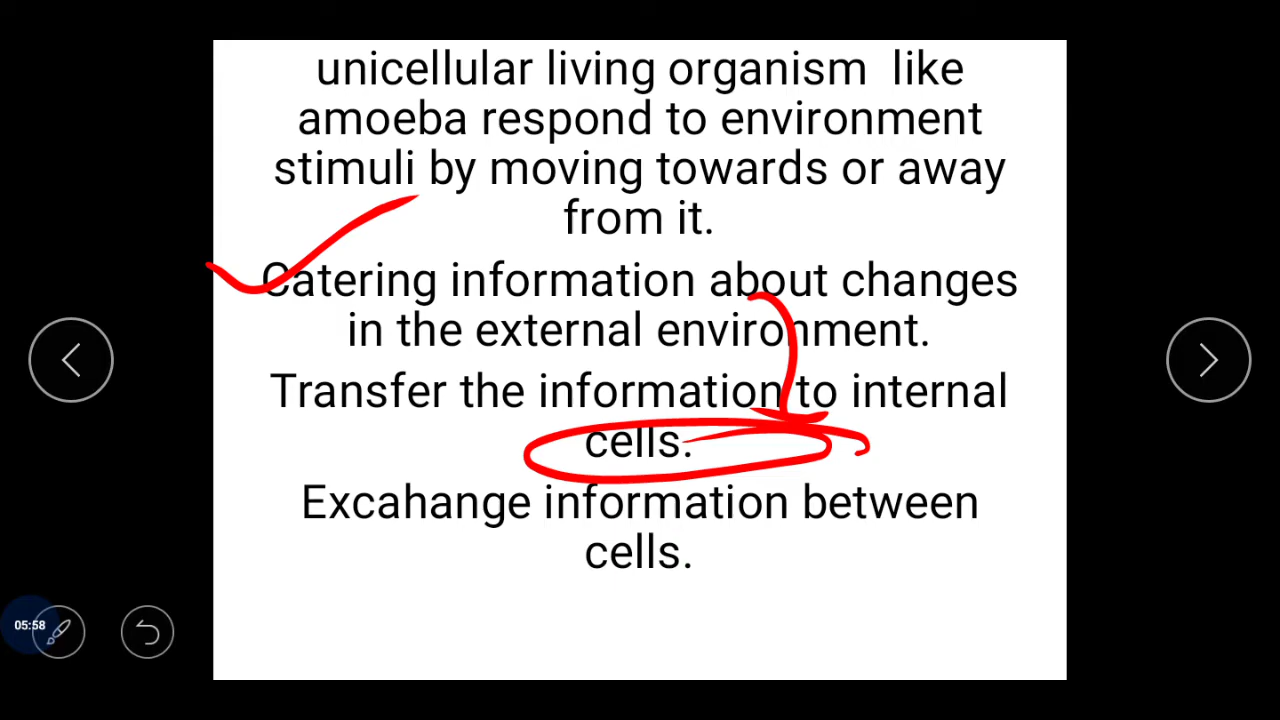 unicellular living organism like
amoeba respond to environment
stimuli by moving towards or away
from it.
Catering information about changes
in the external environment.
Transfer the information to internal
cells.
Excahange information between
cells.
05:58